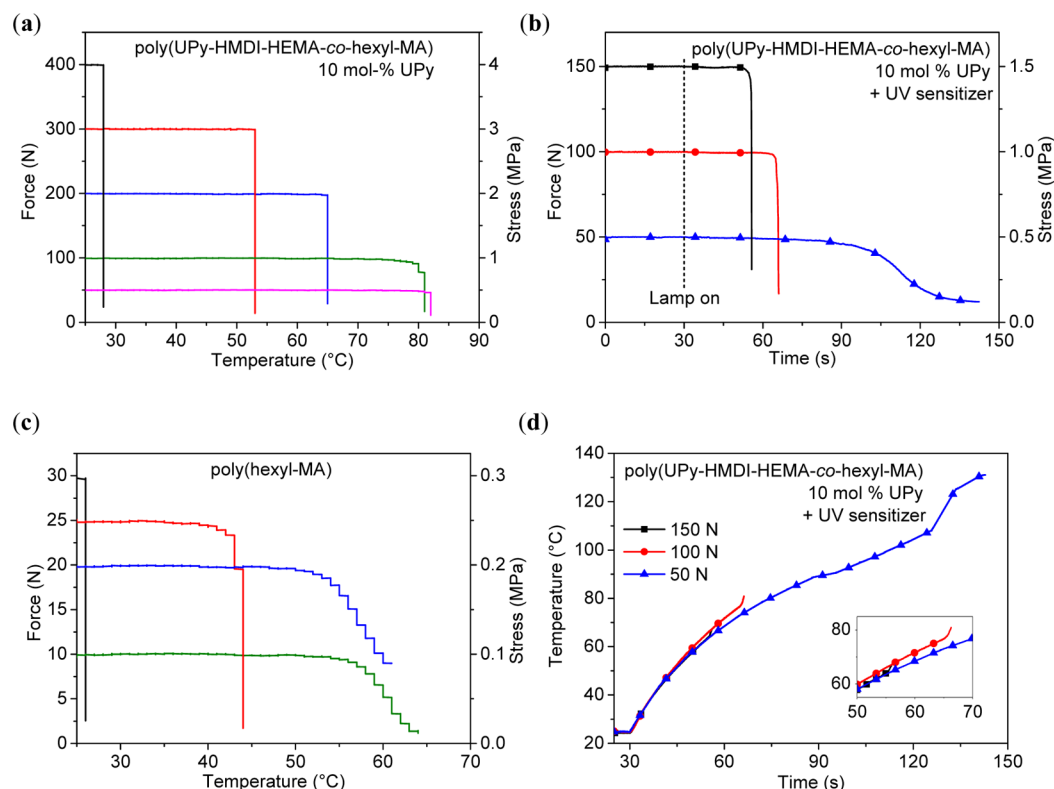 (a)
poly(UPy-HMDI-HEMA-co-hexyl-MA)
10 mol-% UPy
400
300
200
100
0
Force (N)
4
3
2
1
0
Stress (MPa)
30 40 50 60 70 80 90
Temperature (°C)
(b)
poly(UPy-HMDI-HEMA-co-hexyl-MA)
10 mol % UPy
+ UV sensitizer
150
100
50
0
Force (N)
1.5
1.0
0.5
0.0
Stress (MPa)
Lamp on
0 30 60 90 120 150
Time (s)
(c)
poly(hexyl-MA)
30
25
20
15
10
5
0
Force (N)
0.3
0.2
0.1
0.0
Stress (MPa)
30 40 50 60 70
Temperature (°C)
(d)
poly(UPy-HMDI-HEMA-co-hexyl-MA)
10 mol % UPy
+ UV sensitizer
150 N
100 N
50 N
140
120
100
80
60
40
20
Temperature (°C)
80
60
50 60 70
25 50 75 100 125 150
Time (s)